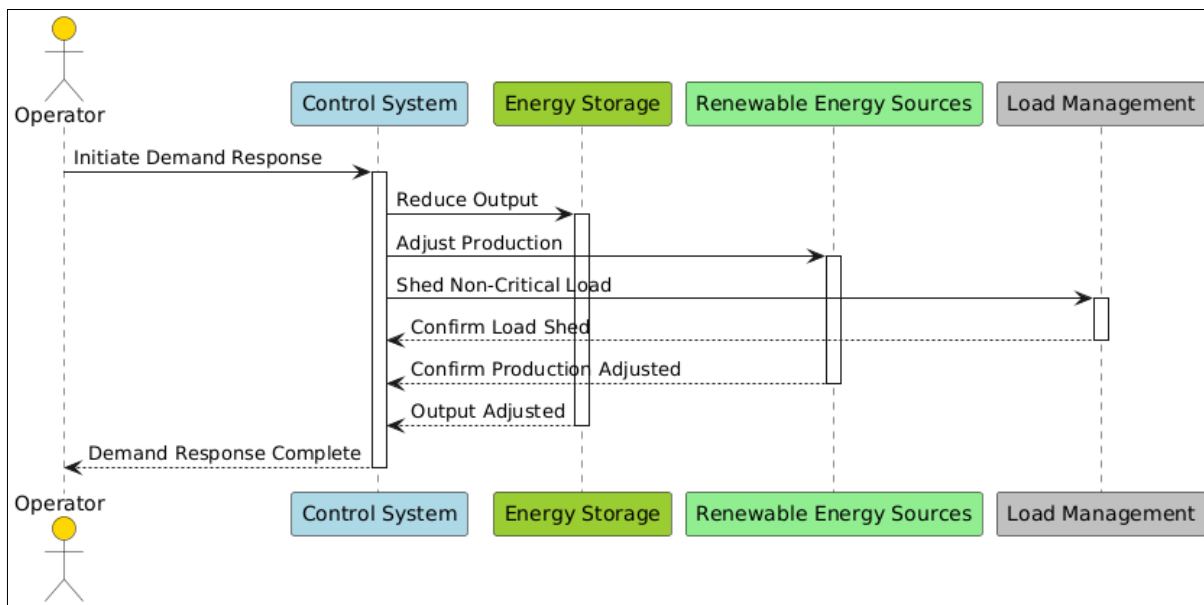 Operator
Control System
Energy Storage
Renewable Energy Sources
Load Management
Initiate Demand Response
Reduce Output
Adjust Production
Shed Non-Critical Load
Confirm Load Shed
Confirm Production Adjusted
Output Adjusted
Demand Response Complete
Operator
Control System
Energy Storage
Renewable Energy Sources
Load Management